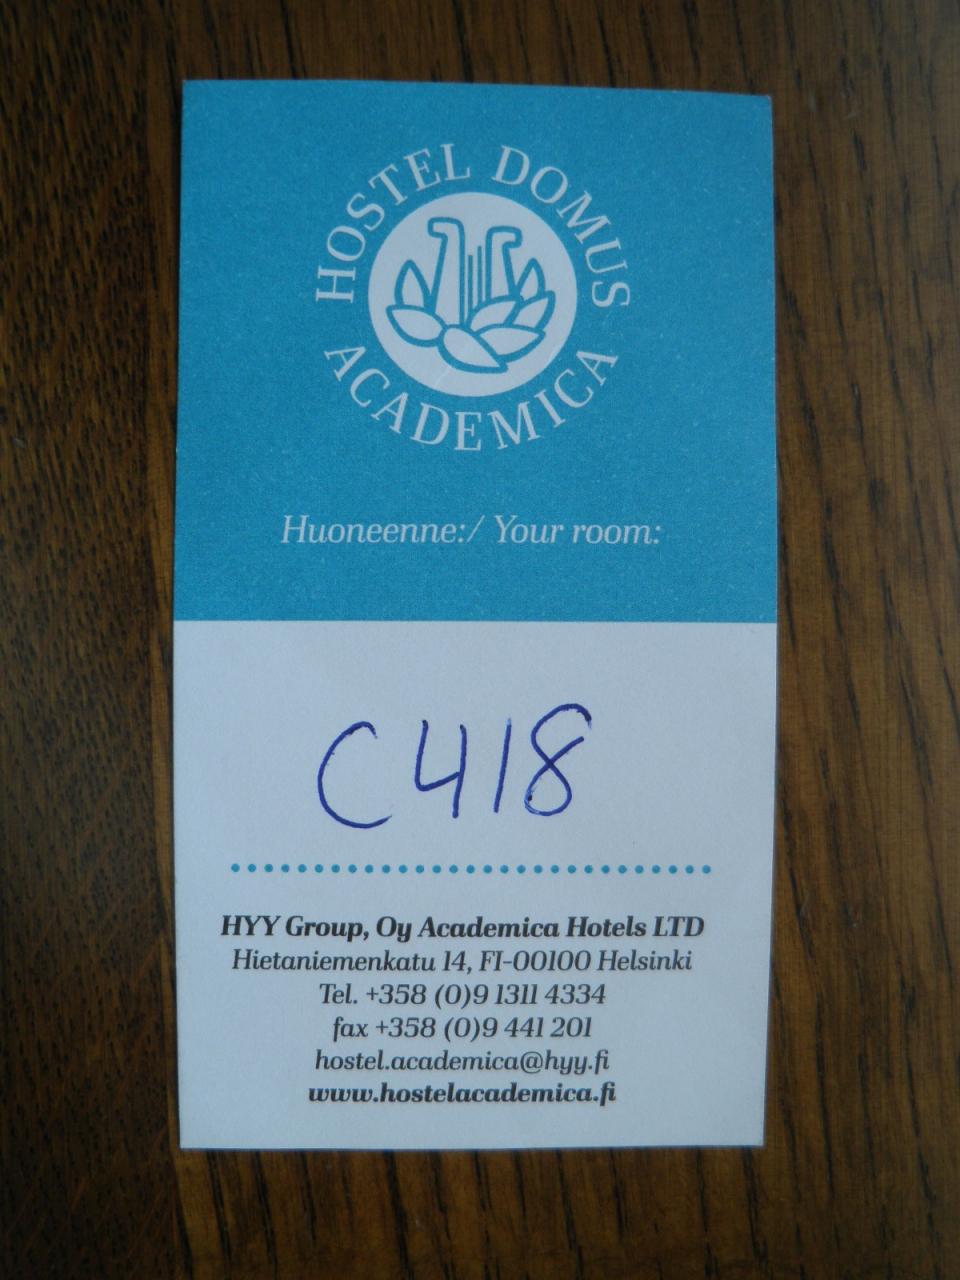 HOSTEL DOMUS
ACADEMICA
Huoneenne:/ Your room:
C418
HYY Group, Oy Academica Hotels LTD
Hietaniemenkatu 14, FI-00100 Helsinki
Tel. +358 (0)9 1311 4334
fax +358 (0)9 441 201
hostel.academica@hyy.fi
www.hostelacademica.fi